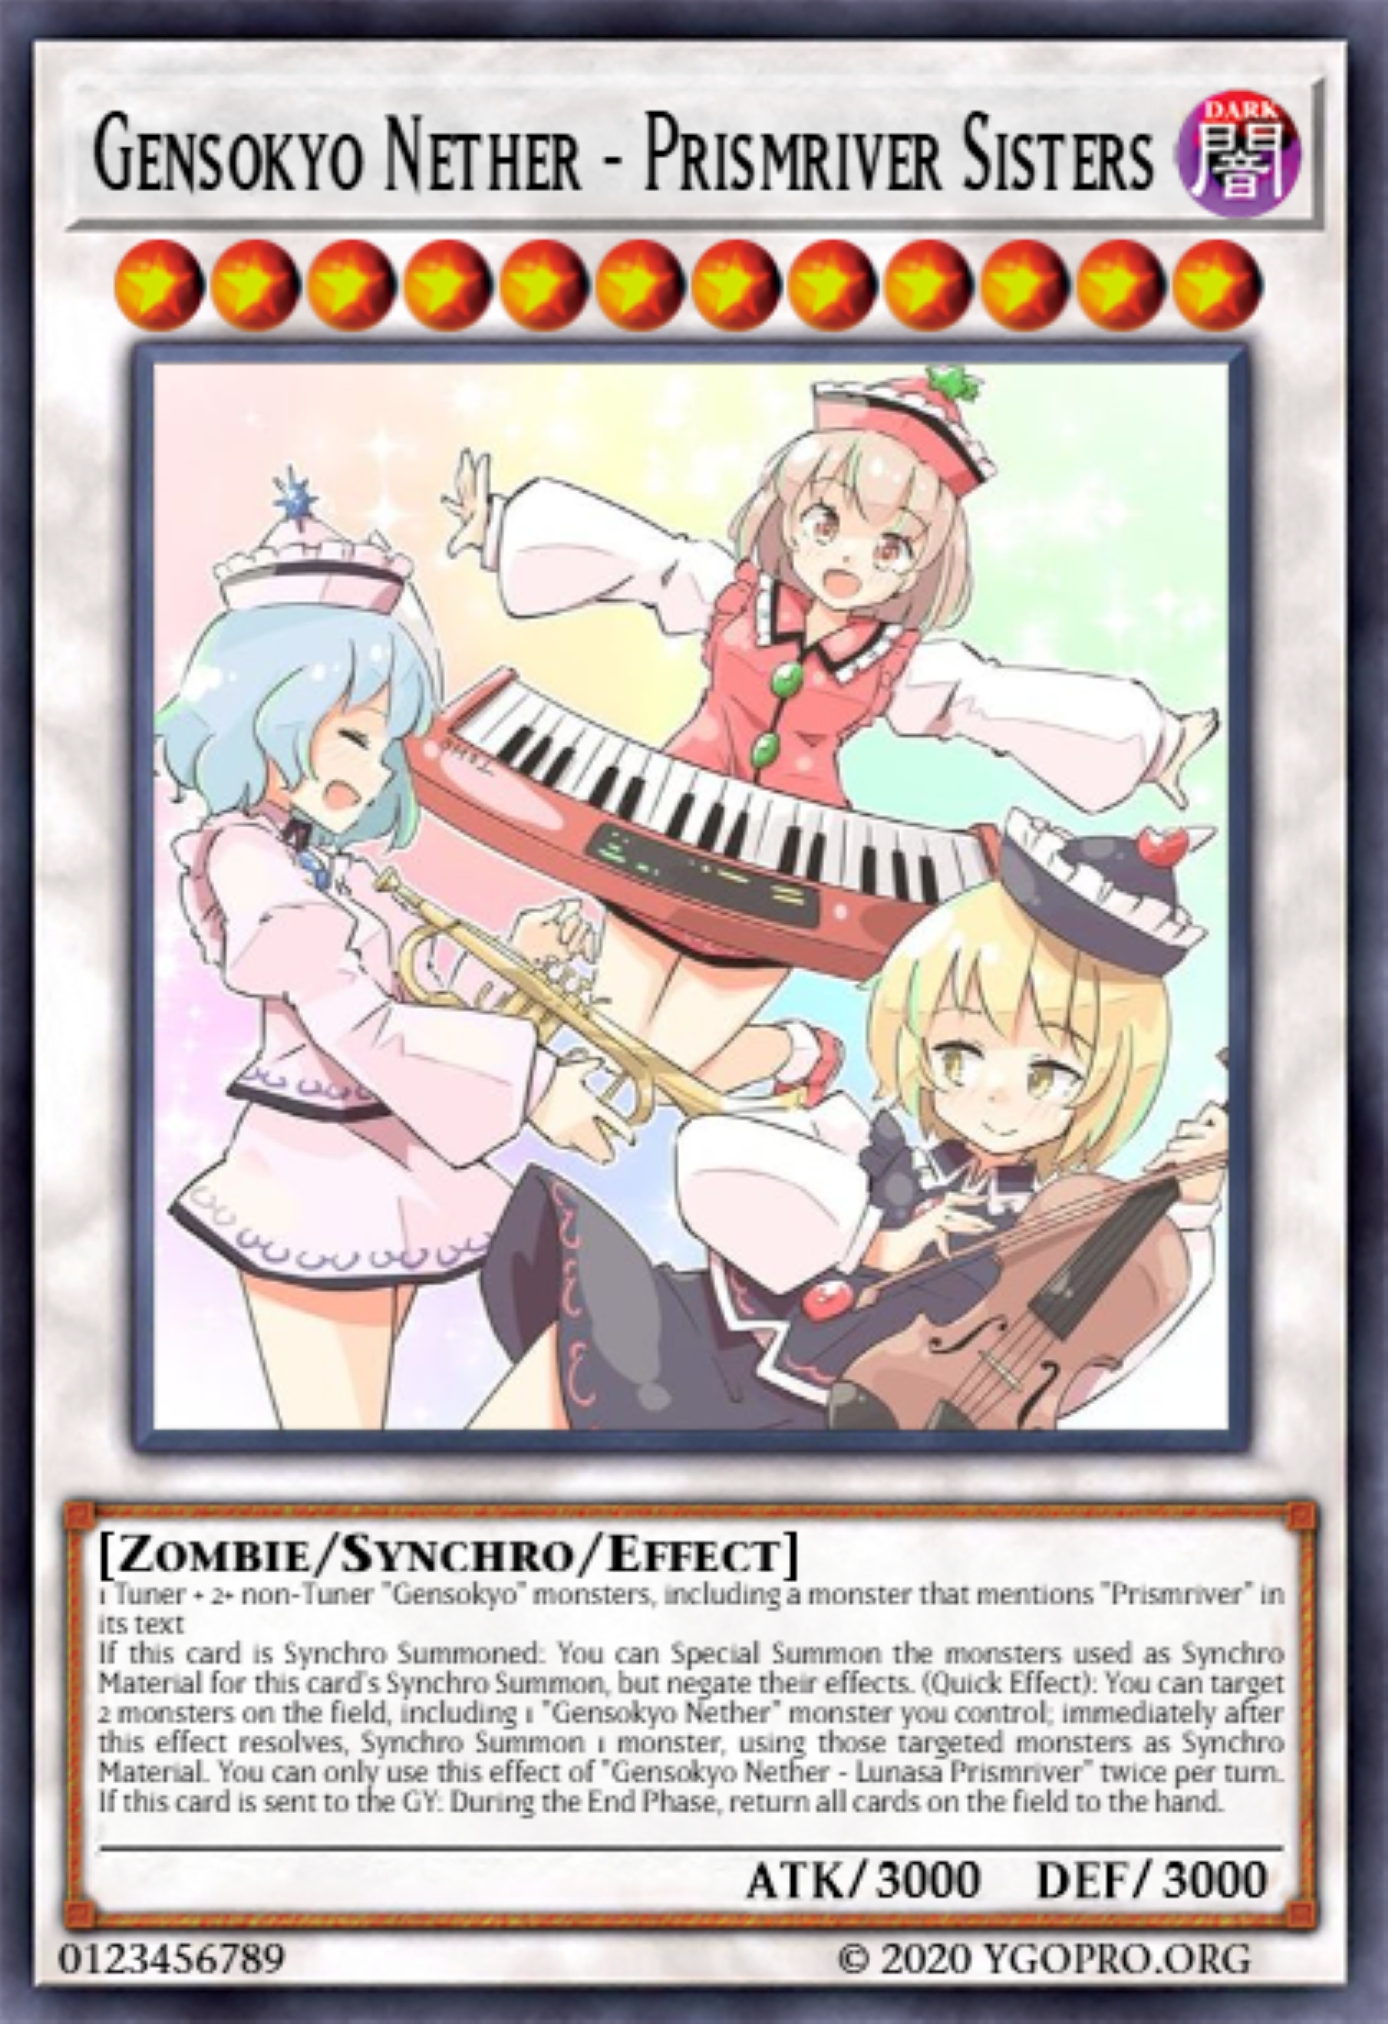 Gensokyo Nether - Prismriver Sisters
DARK
闇
[Zombie/Synchro/Effect]
1 Tuner + 2+ non-Tuner "Gensokyo" monsters, including a monster that mentions "Prismriver" in
its text
If this card is Synchro Summoned: You can Special Summon the monsters used as Synchro
Material for this card's Synchro Summon, but negate their effects. (Quick Effect): You can target
2 monsters on the field, including 1 "Gensokyo Nether" monster you control; immediately after
this effect resolves, Synchro Summon 1 monster, using those targeted monsters as Synchro
Material. You can only use this effect of "Gensokyo Nether - Lunasa Prismriver" twice per turn.
If this card is sent to the GY: During the End Phase, return all cards on the field to the hand.
ATK/3000 DEF/3000
0123456789 © 2020 YGOPRO.ORG